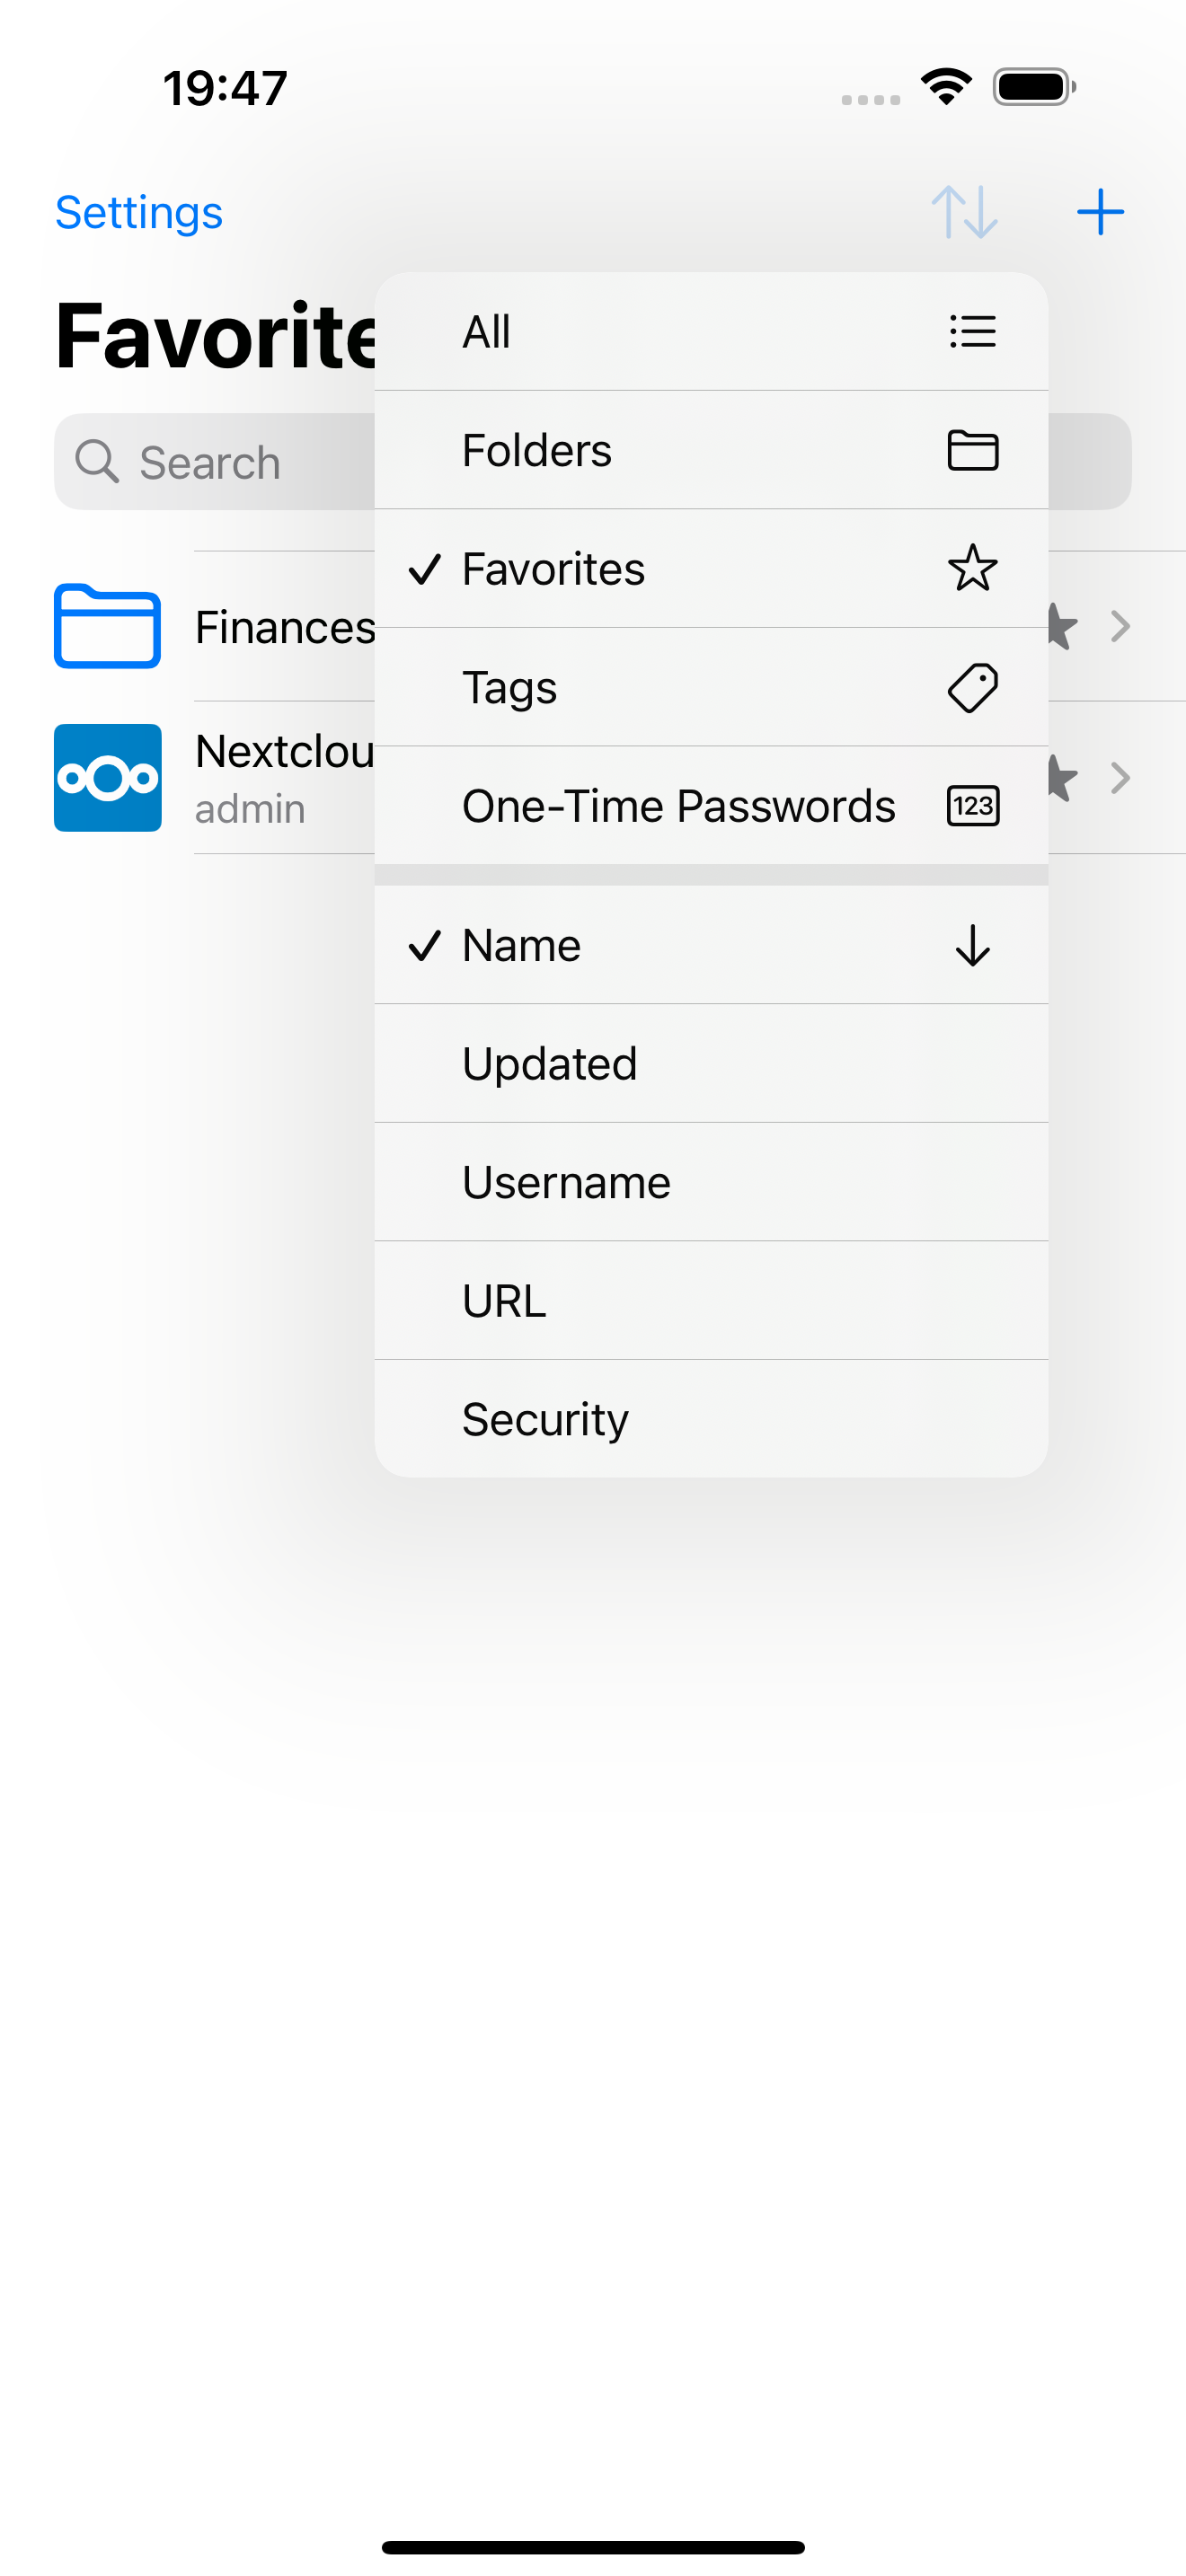 19:47
Settings
Favorite
Search
All
Folders
Favorites
Finances
Tags
Nextclou
admin
One-Time Passwords
123
Name
Updated
Username
URL
Security